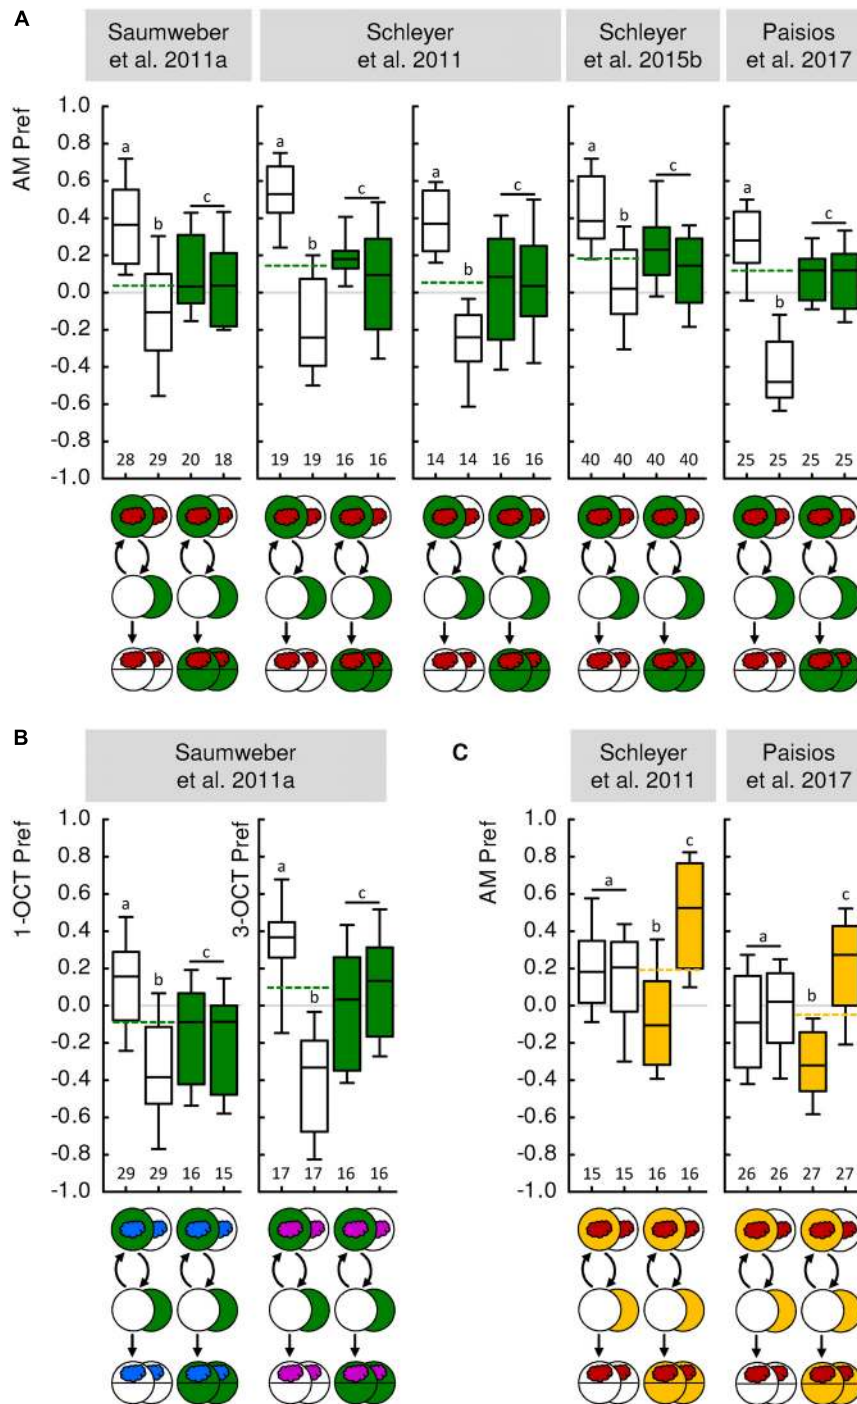 A
Saumweber
et al. 2011a
Schleyer
et al. 2011
Schleyer
et al. 2015b
Paisios
et al. 2017
AM Pref
1.0
0.8
0.6
0.4
0.2
0.0
-0.2
-0.4
-0.6
-0.8
-1.0
a b c
28 29 20 18
a b c
19 19 16 16
a b c
14 14 16 16
a b c
40 40 40 40
a b c
25 25 25 25
B
Saumweber
et al. 2011a
1-OCT Pref
1.0
0.8
0.6
0.4
0.2
0.0
-0.2
-0.4
-0.6
-0.8
-1.0
a b c
29 29 16 15
3-OCT Pref
a b c
17 17 16 16
C
Schleyer
et al. 2011
Paisios
et al. 2017
AM Pref
1.0
0.8
0.6
0.4
0.2
0.0
-0.2
-0.4
-0.6
-0.8
-1.0
a b c
15 15 16 16
a b c
26 26 27 27